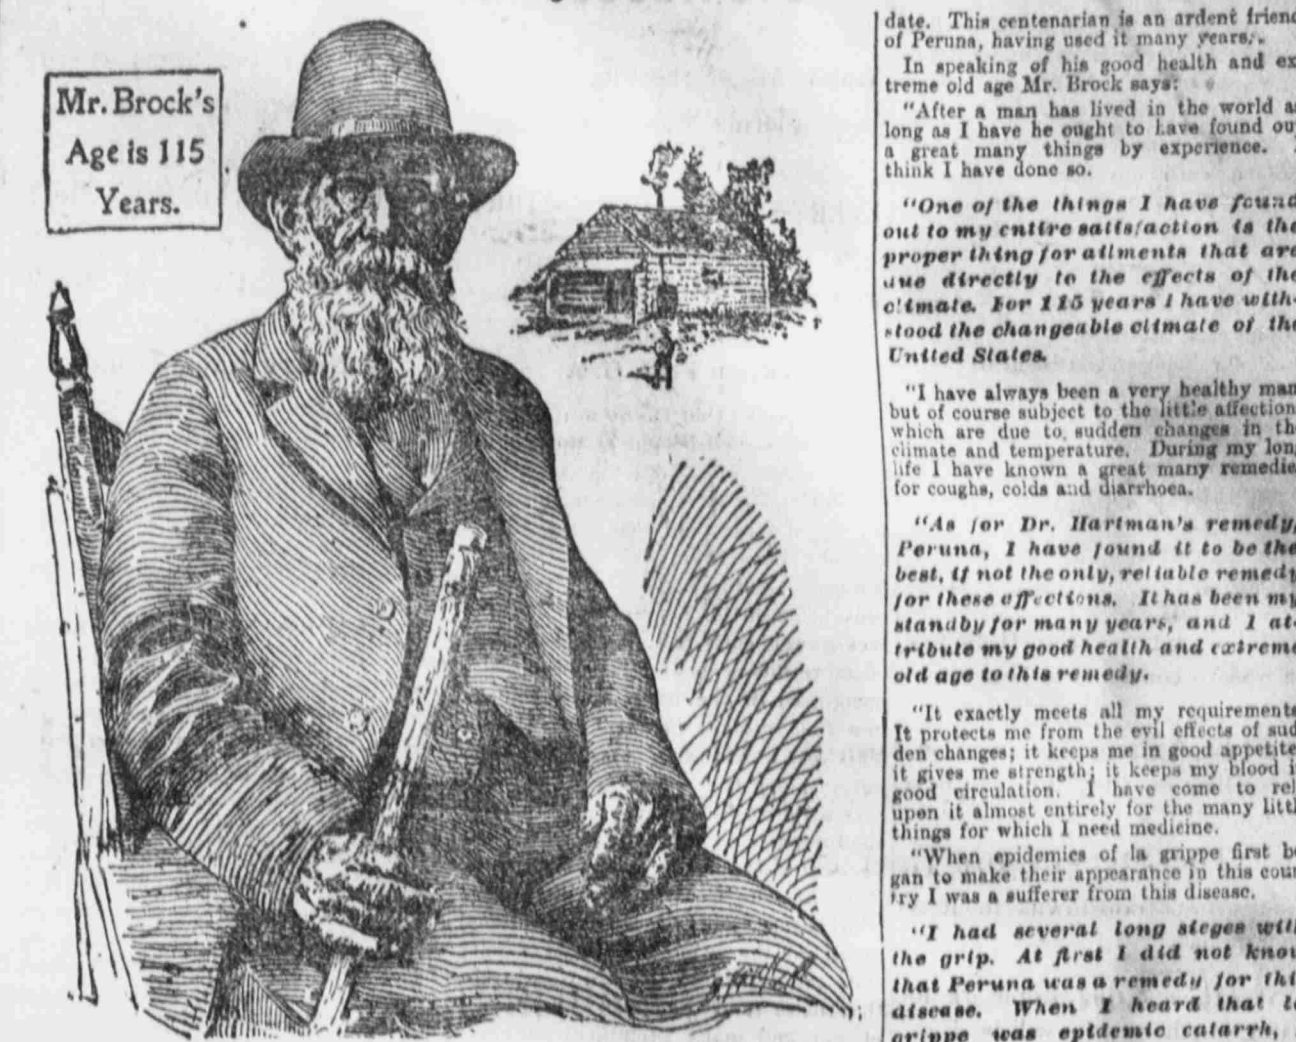 Mr. Brock's
Age is 115
Years.
date. This centenarian is an ardent friend
of Peruna, having used it many years.
In speaking of his good health and ex
treme old age Mr. Brock says:
"After a man has lived in the world as
long as I have he ought to have found ou
a great many things by experience.
think I have done so.
"One of the things I have found
out to my entire satisfaction is the
proper thing for ailments that are
due directly to the effects of the
climate. For 115 years I have with-
stood the changeable climate of the
United States.
"I have always been a very healthy man
but of course subject to the little affection
which are due to sudden changes in th
climate and temperature. During my lon
life I have known a great many remedie
for coughs, colds and diarrhoea.
"As for Dr. Hartman's remedy,
Peruna, I have found it to be the
best, if not the only, reliable remedy
for these affections. It has been my
standby for many years, and I at-
tribute my good health and extreme
old age to this remedy.
"It exactly meets all my requirements
It protects me from the evil effects of sud
den changes; it keeps me in good appetite
it gives me strength; it keeps my blood i
good circulation. I have come to rel
upon it almost entirely for the many littl
things for which I need medicine.
"When epidemics of la grippe first b
gan to make their appearance in this coun
try I was a sufferer from this disease.
"I had several long sieges with
the grip. At first I did not know
that Peruna was a remedy for thi
disease. When I heard that l
grippe was epidemic catarrh,